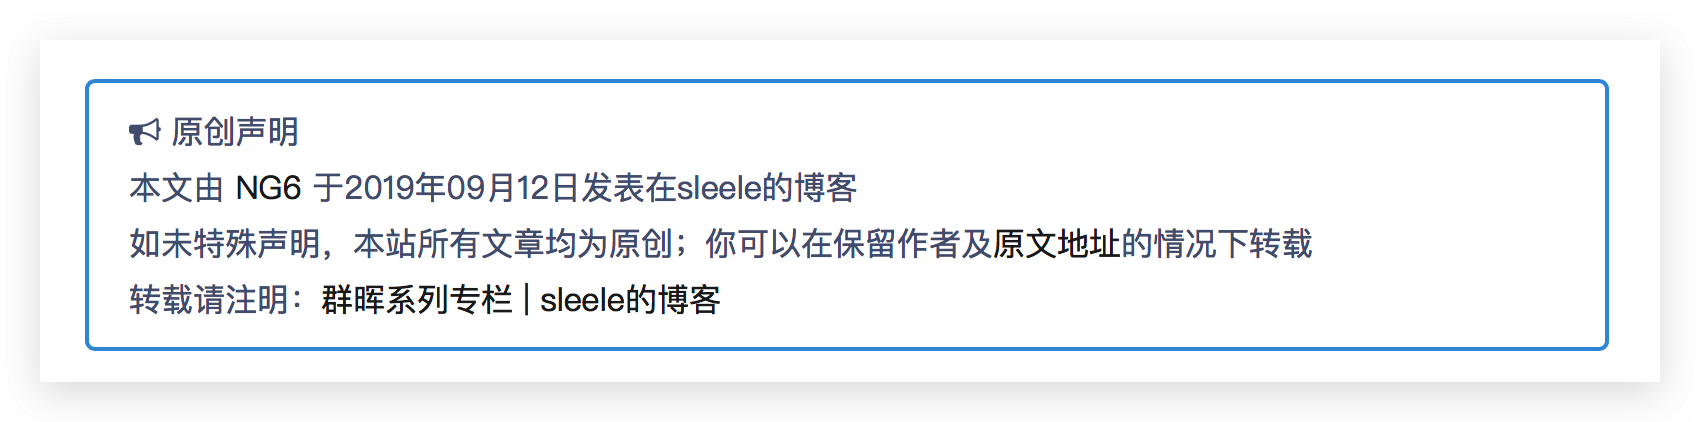 原创声明
本文由 NG6 于2019年09月12日发表在sleele的博客
如未特殊声明，本站所有文章均为原创；你可以在保留作者及原文地址的情况下转载
转载请注明：群晖系列专栏 | sleele的博客